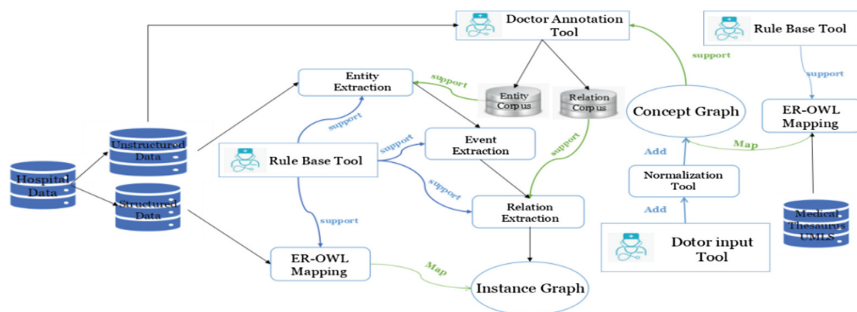 Doctor Annotation
Tool
Rule Base Tool
support
support
Entity
Extraction
support
Entity
Corpus
Relation
Corpus
Concept Graph
ER-OWL
Mapping
Unstructured
Data
support
support
support
Map
Add
Event
Extraction
Rule Base Tool
Hospital
Data
support
Normalization
Tool
Structured
Data
Relation
Extraction
Add
Medical
Thesaurus
UMLS
support
Dotor input
Tool
ER-OWL
Mapping
Map
Instance Graph